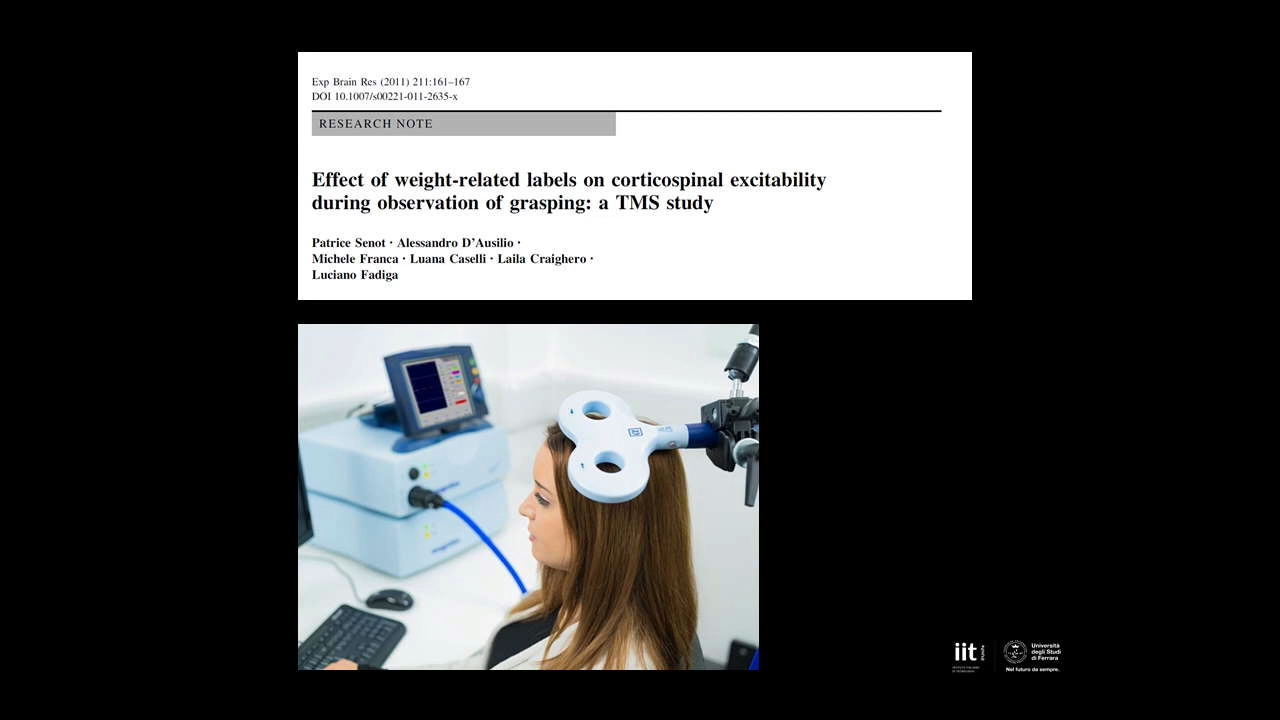 Exp Brain Res (2011) 211:161–167
DOI 10.1007/s00221-011-2635-x
RESEARCH NOTE
Effect of weight-related labels on corticospinal excitability
during observation of grasping: a TMS study
Patrice Senot · Alessandro D’Ausilio ·
Michele Franca · Luana Caselli · Laila Craighero ·
Luciano Fadiga
iit
Università
degli Studi
di Ferrara
Nel futuro da sempre.